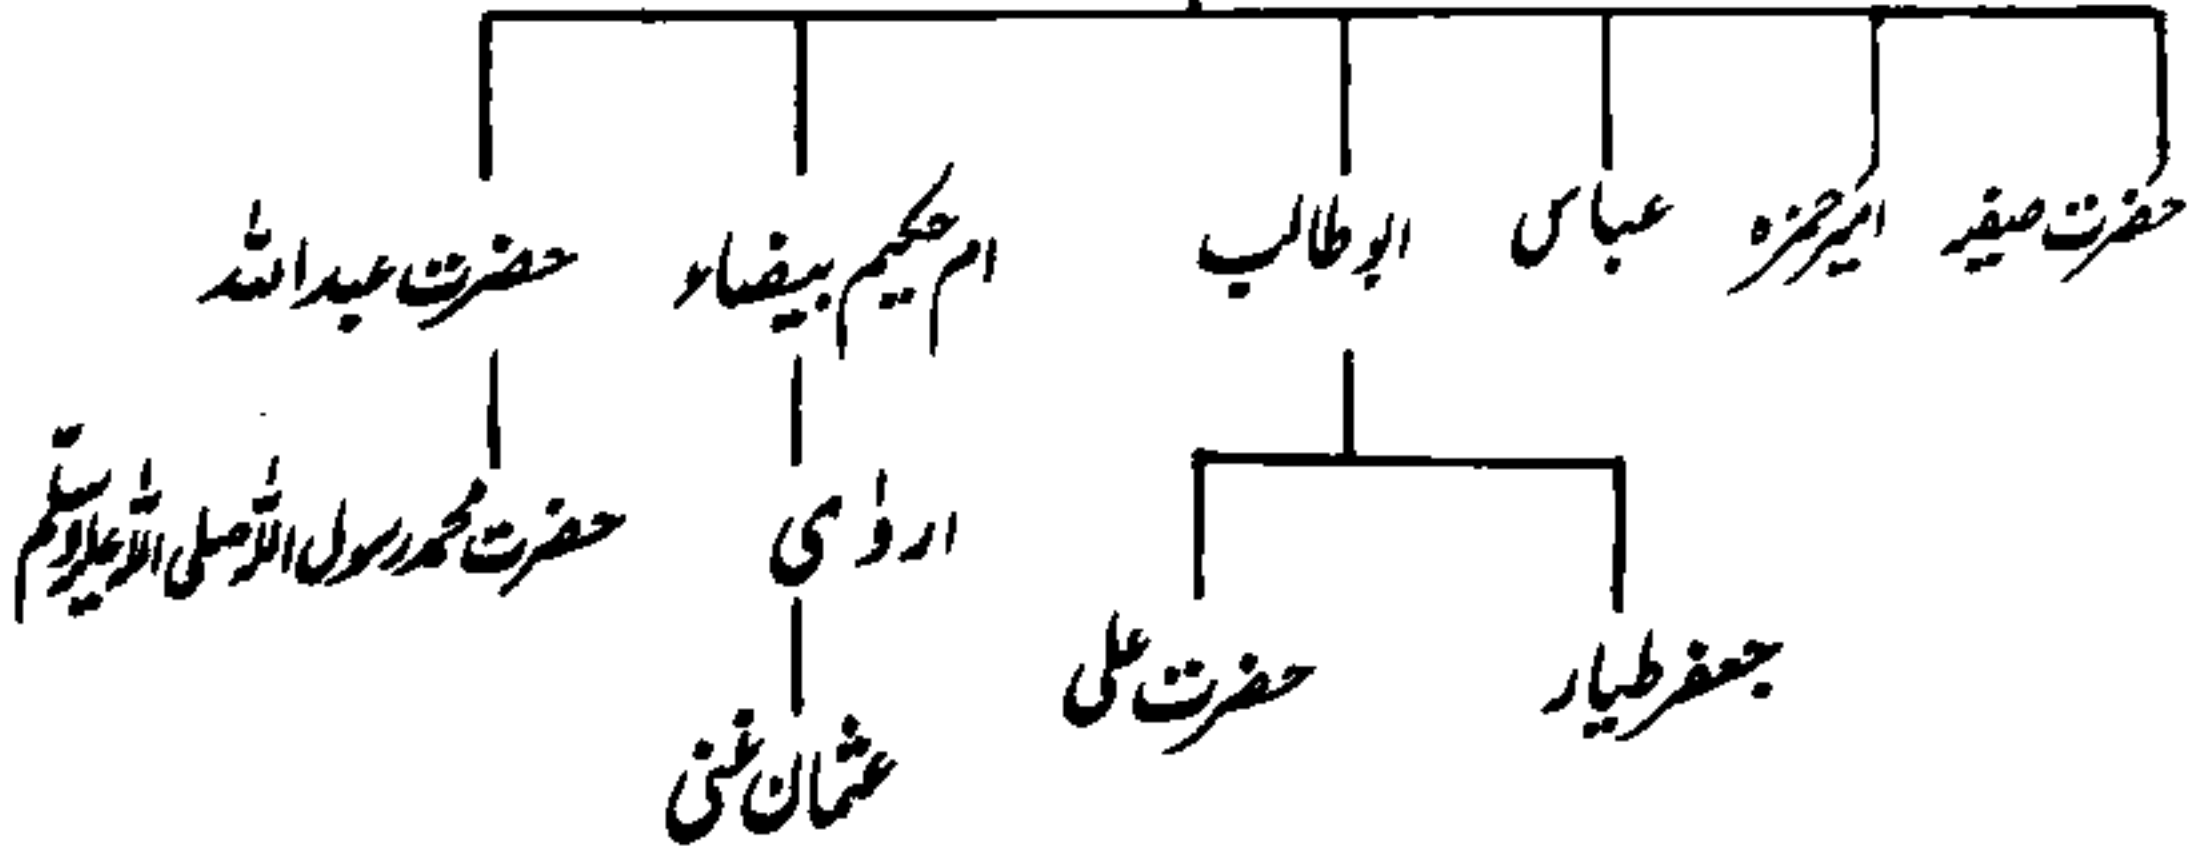 حضرت صفیہ
امیر حمزہ
عباس
ابو طالب
ام حکیم بیضاء
حضرت عبداللہ
جعفر طیار
حضرت علی
اروٰی
عثمان غنی
حضرت محمد رسول اللہ صلی اللہ علیہ وسلم